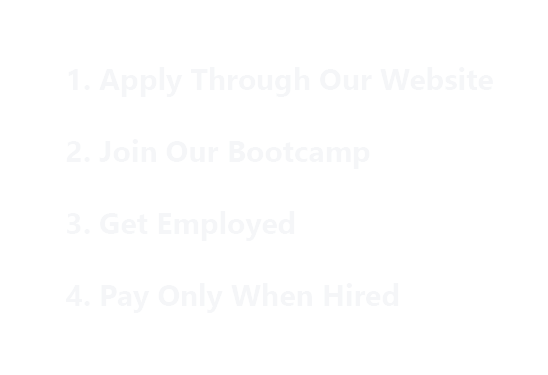 1. Apply Through Our Website
2. Join Our Bootcamp
3. Get Employed
4. Pay Only When Hired